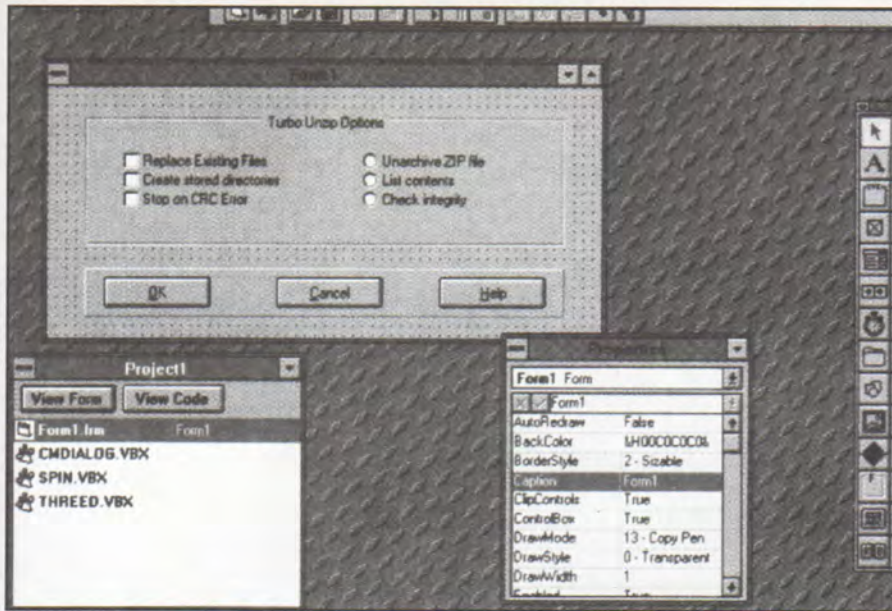 Form1
Turbo Unzip Options
Replace Existing Files
Create stored directories
Stop on CRC Error
Unarchive ZIP file
List contents
Check integrity
OK
Cancel
Help
Project1
View Form View Code
Form1.frm Form1
CMDIALOG.VBX
SPIN.VBX
THREED.VBX
Properties
Form1 Form
Form1
AutoRedraw False
BackColor &H00C0C0C0&
BorderStyle 2 - Sizable
Caption Form1
ClipControls True
ControlBox True
DrawMode 13 - Copy Pen
DrawStyle 0 - Transparent
DrawWidth 1
Enabled True
A